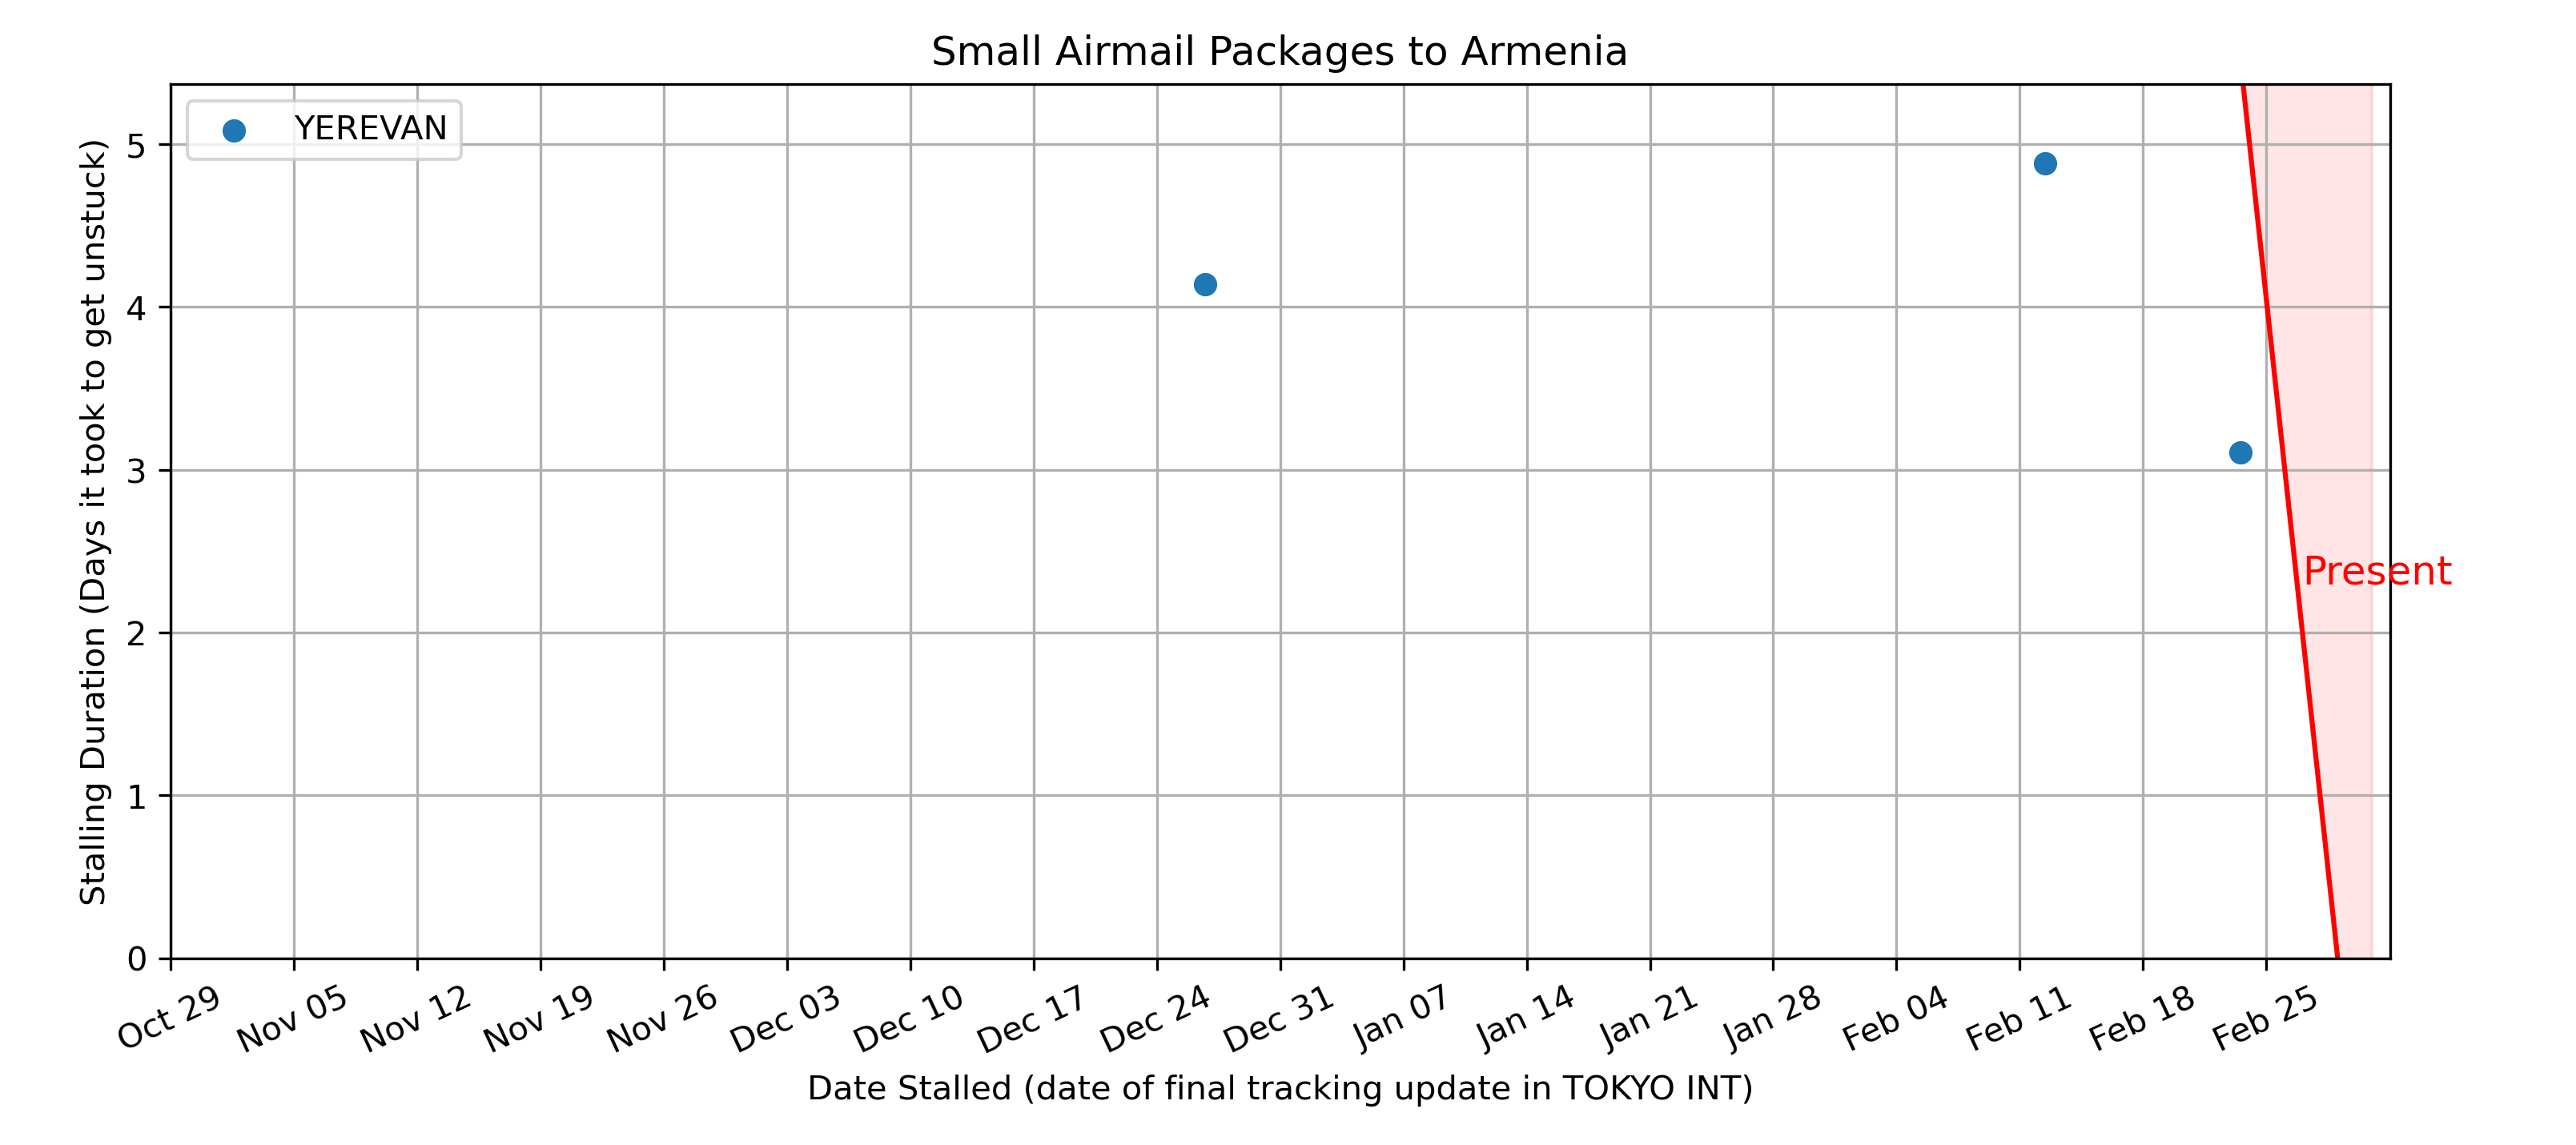 Small Airmail Packages to Armenia
YEREVAN
Stalling Duration (Days it took to get unstuck)
5
4
3
2
1
0
Present
Oct 29
Nov 05
Nov 12
Nov 19
Nov 26
Dec 03
Dec 10
Dec 17
Dec 24
Dec 31
Jan 07
Jan 14
Jan 21
Jan 28
Feb 04
Feb 11
Feb 18
Feb 25
Date Stalled (date of final tracking update in TOKYO INT)